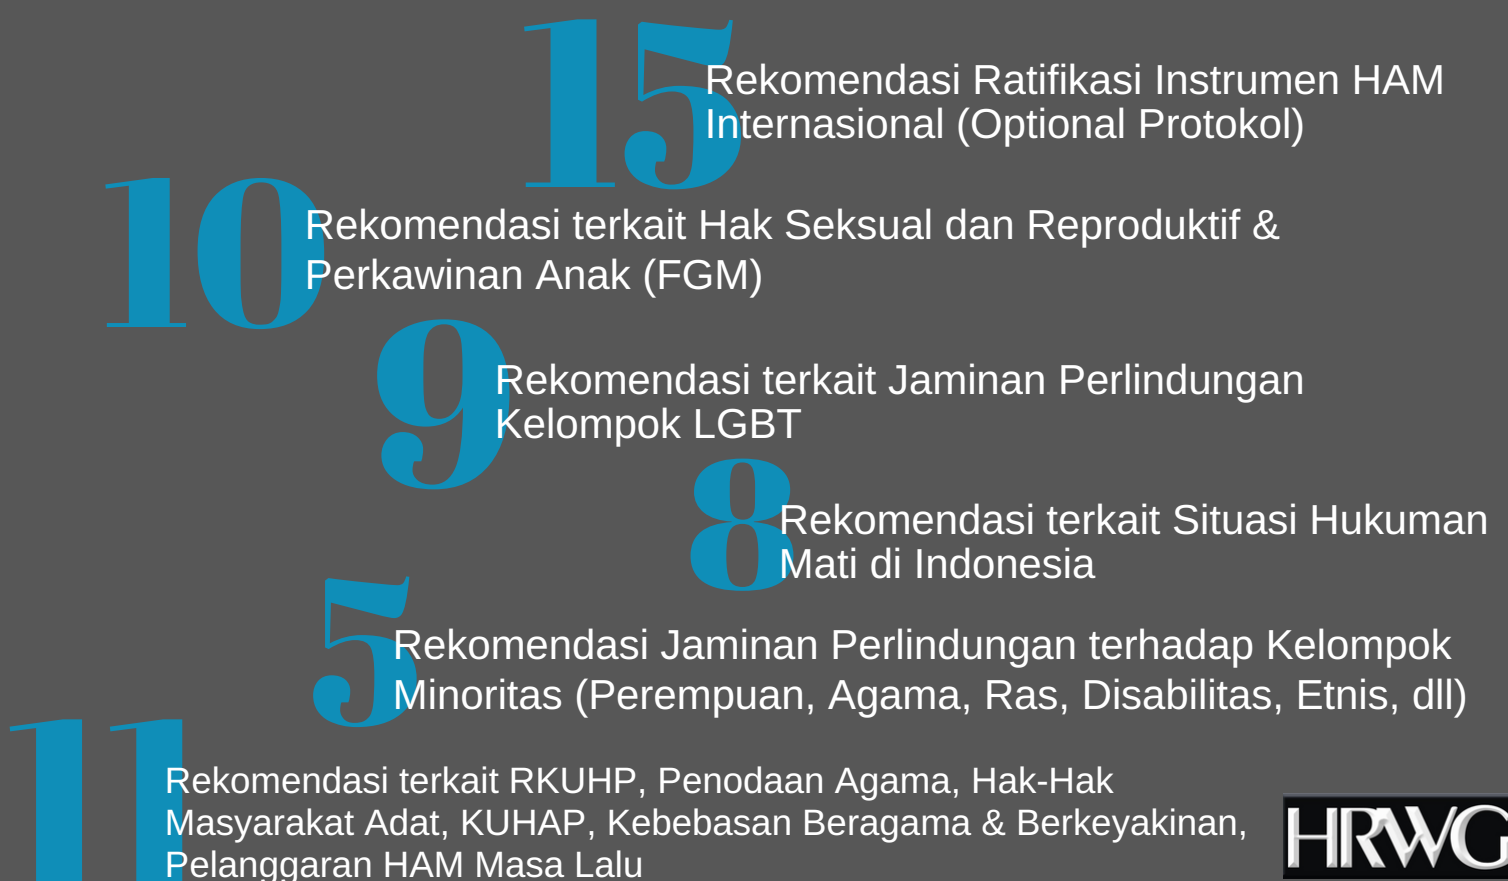 15
Rekomendasi Ratifikasi Instrumen HAM
Internasional (Optional Protokol)
10
Rekomendasi terkait Hak Seksual dan Reproduktif &
Perkawinan Anak (FGM)
9
Rekomendasi terkait Jaminan Perlindungan
Kelompok LGBT
8
Rekomendasi terkait Situasi Hukuman
Mati di Indonesia
5
Rekomendasi Jaminan Perlindungan terhadap Kelompok
Minoritas (Perempuan, Agama, Ras, Disabilitas, Etnis, dll)
11
Rekomendasi terkait RKUHP, Penodaan Agama, Hak-Hak
Masyarakat Adat, KUHAP, Kebebasan Beragama & Berkeyakinan,
Pelanggaran HAM Masa Lalu
HRWG